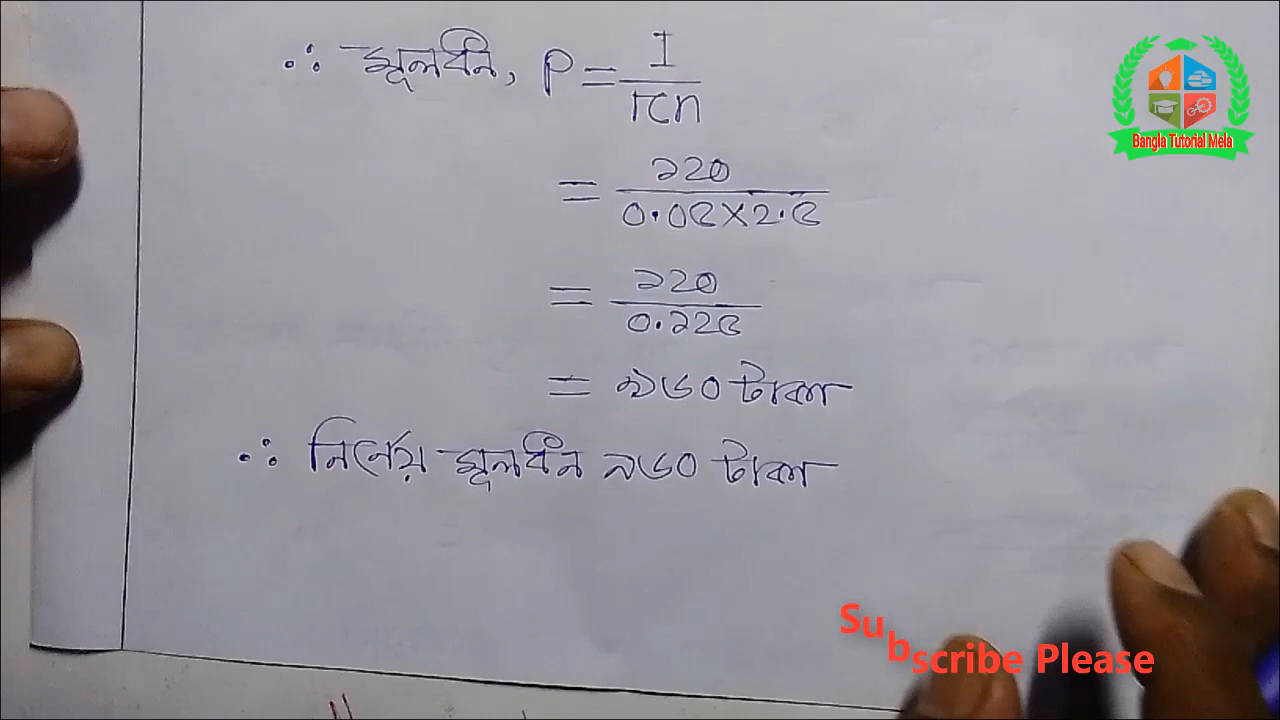 ∴ মূলধন, P = I / rn
= ১২০ / ০.০৫×২.৫
= ১২০ / ০.১২৫
= ৯৬০ টাকা
∴ নির্ণেয় মূলধন ৯৬০ টাকা
Bangla Tutorial Mela
Subscribe Please